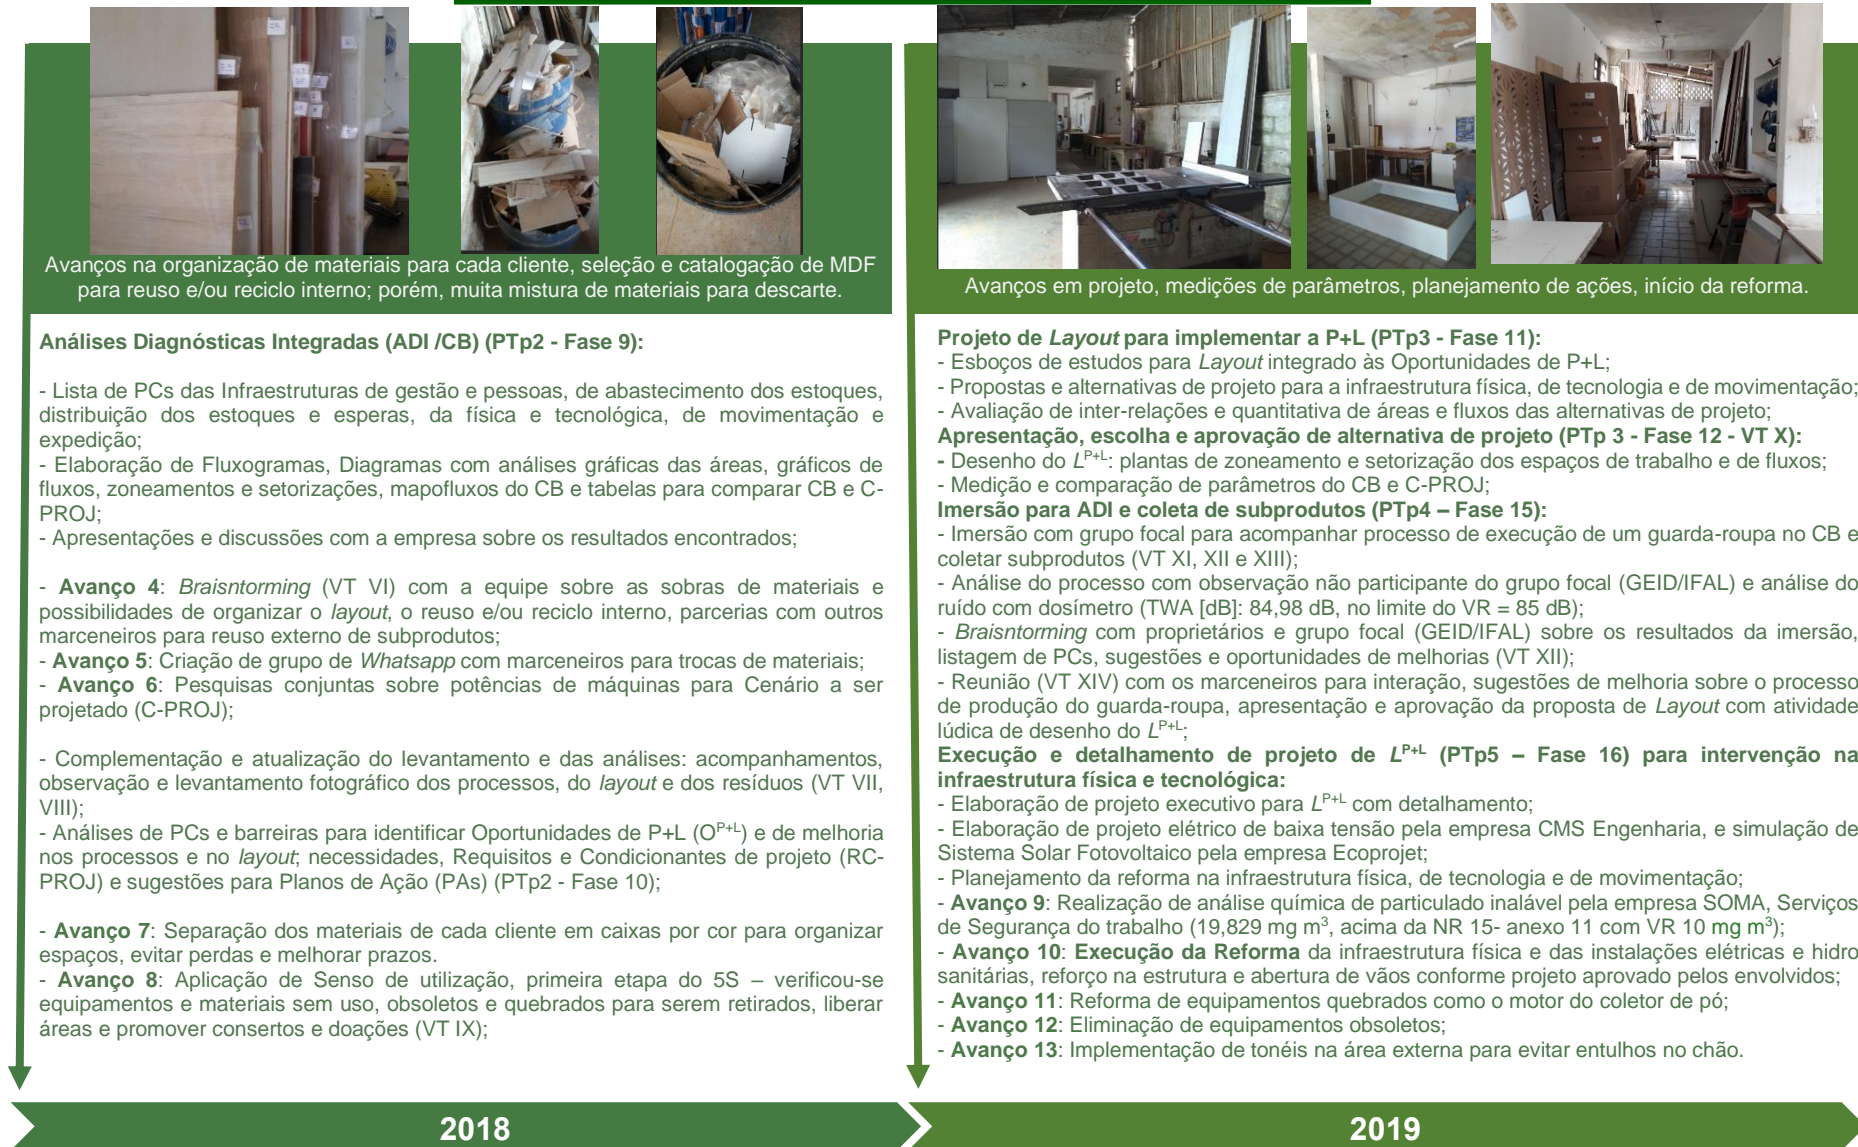 Avanços na organização de materiais para cada cliente, seleção e catalogação de MDF
para reuso e/ou reciclo interno; porém, muita mistura de materiais para descarte.
Análises Diagnósticas Integradas (ADI /CB) (PTp2 - Fase 9):
- Lista de PCs das Infraestruturas de gestão e pessoas, de abastecimento dos estoques,
distribuição dos estoques e esperas, da física e tecnológica, de movimentação e
expedição;
- Elaboração de Fluxogramas, Diagramas com análises gráficas das áreas, gráficos de
fluxos, zoneamentos e setorizações, mapofluxos do CB e tabelas para comparar CB e C-
PROJ;
- Apresentações e discussões com a empresa sobre os resultados encontrados;
- Avanço 4: Braisntorming (VT VI) com a equipe sobre as sobras de materiais e
possibilidades de organizar o layout, o reuso e/ou reciclo interno, parcerias com outros
marceneiros para reuso externo de subprodutos;
- Avanço 5: Criação de grupo de Whatsapp com marceneiros para trocas de materiais;
- Avanço 6: Pesquisas conjuntas sobre potências de máquinas para Cenário a ser
projetado (C-PROJ);
- Complementação e atualização do levantamento e das análises: acompanhamentos,
observação e levantamento fotográfico dos processos, do layout e dos resíduos (VT VII,
VIII);
- Análises de PCs e barreiras para identificar Oportunidades de P+L (O^P+L) e de melhoria
nos processos e no layout; necessidades, Requisitos e Condicionantes de projeto (RC-
PROJ) e sugestões para Planos de Ação (PAs) (PTp2 - Fase 10);
- Avanço 7: Separação dos materiais de cada cliente em caixas por cor para organizar
espaços, evitar perdas e melhorar prazos.
- Avanço 8: Aplicação de Senso de utilização, primeira etapa do 5S – verificou-se
equipamentos e materiais sem uso, obsoletos e quebrados para serem retirados, liberar
áreas e promover consertos e doações (VT IX);
2018
Avanços em projeto, medições de parâmetros, planejamento de ações, início da reforma.
Projeto de Layout para implementar a P+L (PTp3 - Fase 11):
- Esboços de estudos para Layout integrado às Oportunidades de P+L;
- Propostas e alternativas de projeto para a infraestrutura física, de tecnologia e de movimentação;
- Avaliação de inter-relações e quantitativa de áreas e fluxos das alternativas de projeto;
Apresentação, escolha e aprovação de alternativa de projeto (PTp 3 - Fase 12 - VT X):
- Desenho do L^P+L: plantas de zoneamento e setorização dos espaços de trabalho e de fluxos;
- Medição e comparação de parâmetros do CB e C-PROJ;
Imersão para ADI e coleta de subprodutos (PTp4 – Fase 15):
- Imersão com grupo focal para acompanhar processo de execução de um guarda-roupa no CB e
coletar subprodutos (VT XI, XII e XIII);
- Análise do processo com observação não participante do grupo focal (GEID/IFAL) e análise do
ruído com dosímetro (TWA [dB]: 84,98 dB, no limite do VR = 85 dB);
- Braisntorming com proprietários e grupo focal (GEID/IFAL) sobre os resultados da imersão,
listagem de PCs, sugestões e oportunidades de melhorias (VT XII);
- Reunião (VT XIV) com os marceneiros para interação, sugestões de melhoria sobre o processo
de produção do guarda-roupa, apresentação e aprovação da proposta de Layout com atividade
lúdica de desenho do L^P+L;
Execução e detalhamento de projeto de L^P+L (PTp5 – Fase 16) para intervenção na
infraestrutura física e tecnológica:
- Elaboração de projeto executivo para L^P+L com detalhamento;
- Elaboração de projeto elétrico de baixa tensão pela empresa CMS Engenharia, e simulação de
Sistema Solar Fotovoltaico pela empresa Ecoprojet;
- Planejamento da reforma na infraestrutura física, de tecnologia e de movimentação;
- Avanço 9: Realização de análise química de particulado inalável pela empresa SOMA, Serviços
de Segurança do trabalho (19,829 mg m³, acima da NR 15- anexo 11 com VR 10 mg m³);
- Avanço 10: Execução da Reforma da infraestrutura física e das instalações elétricas e hidro
sanitárias, reforço na estrutura e abertura de vãos conforme projeto aprovado pelos envolvidos;
- Avanço 11: Reforma de equipamentos quebrados como o motor do coletor de pó;
- Avanço 12: Eliminação de equipamentos obsoletos;
- Avanço 13: Implementação de tonéis na área externa para evitar entulhos no chão.
2019